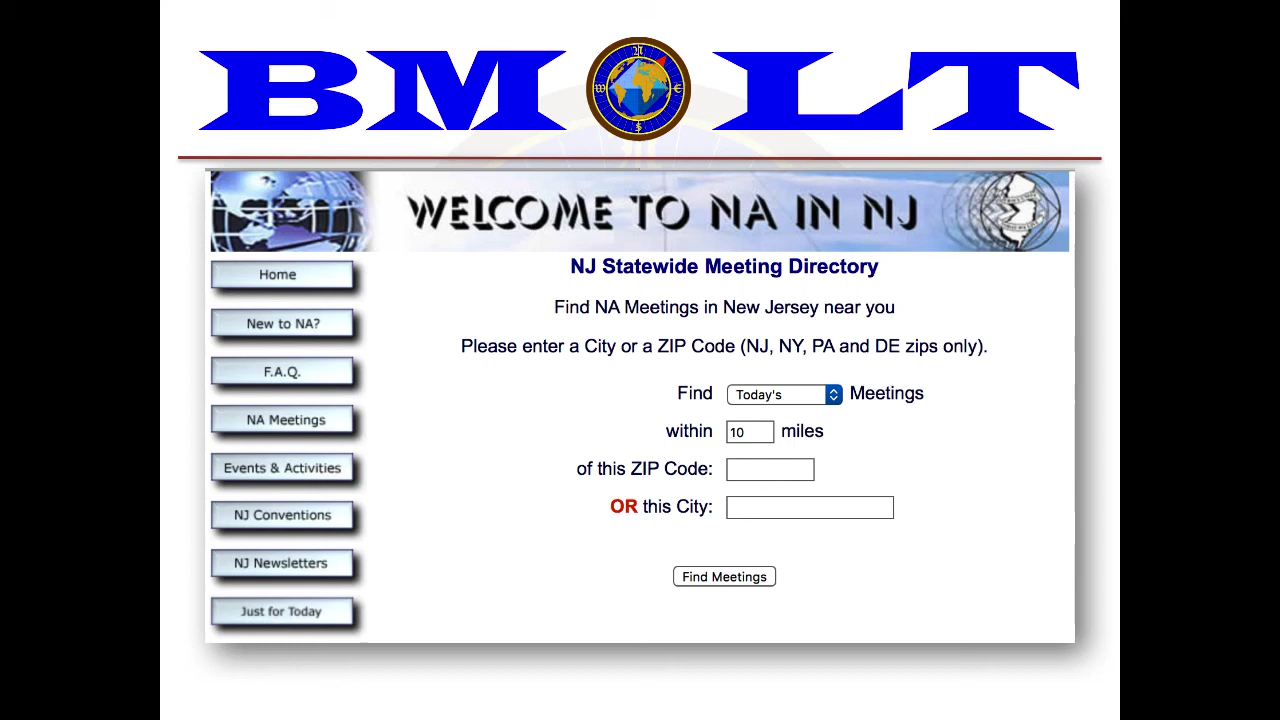 BM LT
N
W E
S
WELCOME TO NA IN NJ
Home
New to NA?
F.A.Q.
NA Meetings
Events & Activities
NJ Conventions
NJ Newsletters
Just for Today
NJ Statewide Meeting Directory
Find NA Meetings in New Jersey near you
Please enter a City or a ZIP Code (NJ, NY, PA and DE zips only).
Find Today's Meetings
within 10 miles
of this ZIP Code:
OR this City:
Find Meetings